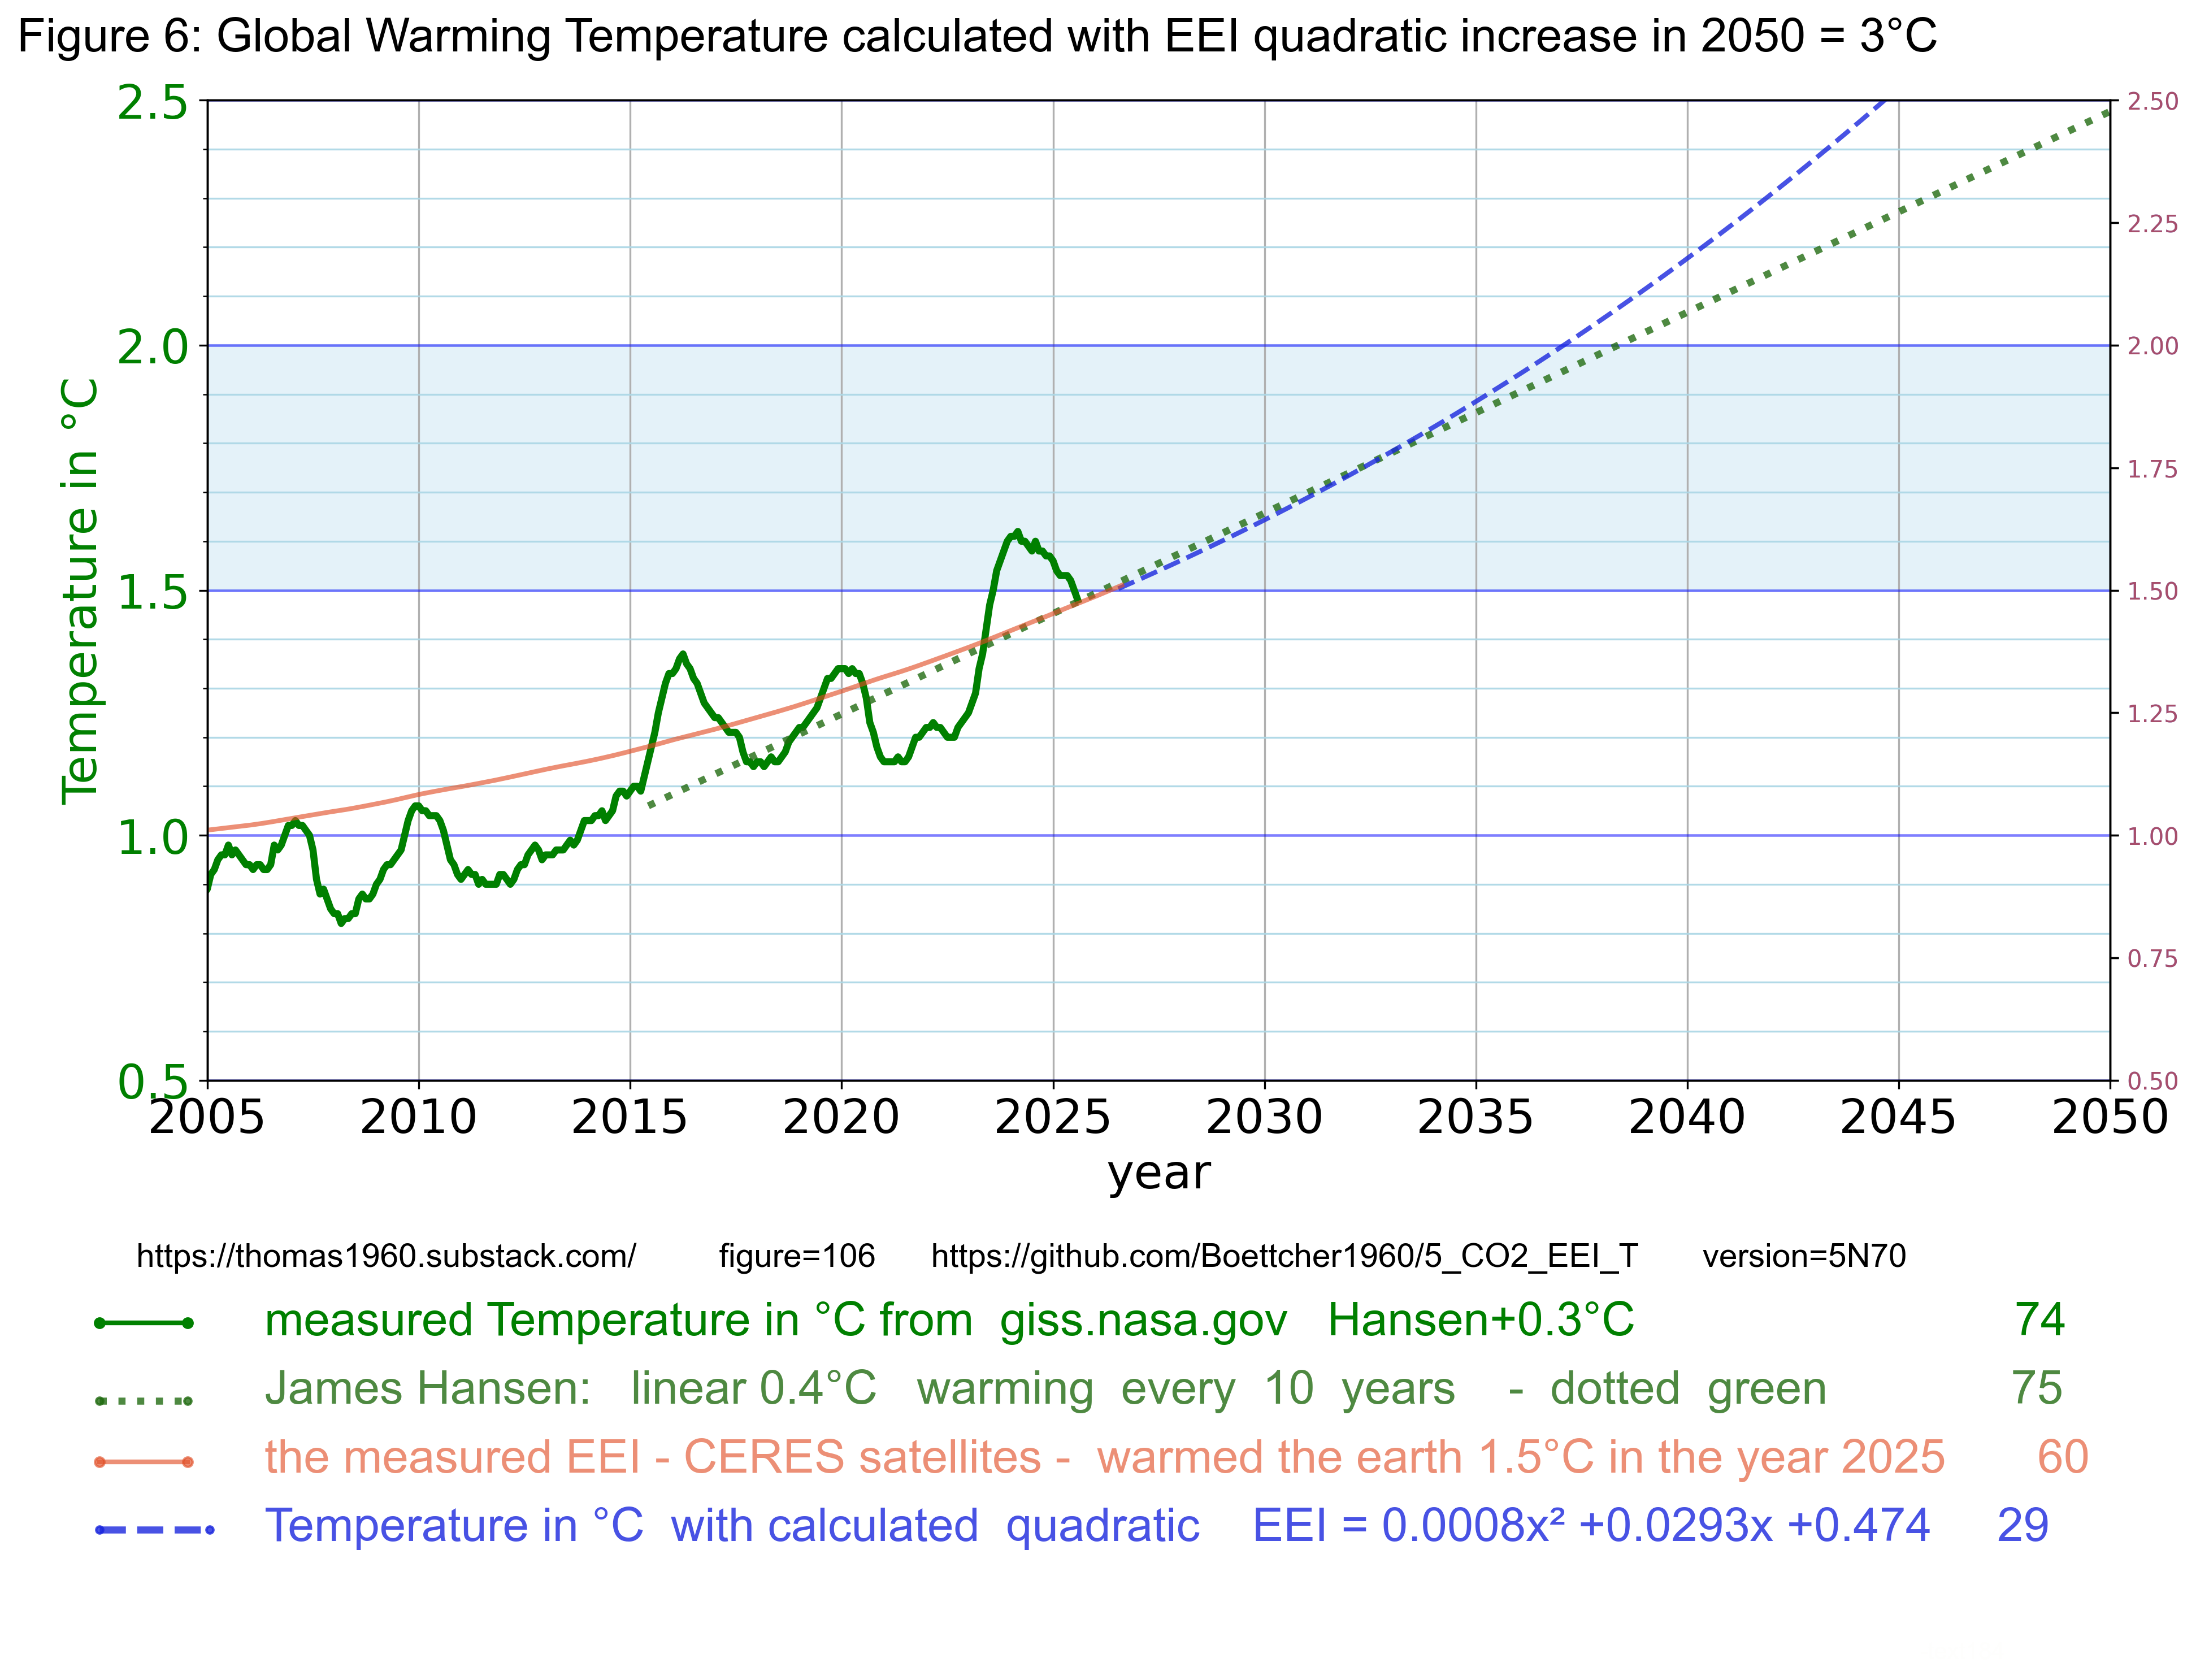 Figure 6: Global Warming Temperature calculated with EEI quadratic increase in 2050 = 3°C
2.5
2.0
1.5
1.0
0.5
Temperature in °C
2.50
2.25
2.00
1.75
1.50
1.25
1.00
0.75
0.50
2005 2010 2015 2020 2025 2030 2035 2040 2045 2050
year
https://thomas1960.substack.com/ figure=106 https://github.com/Boettcher1960/5_CO2_EEI_T version=5N70
measured Temperature in °C from giss.nasa.gov Hansen+0.3°C 74
James Hansen: linear 0.4°C warming every 10 years - dotted green 75
the measured EEI - CERES satellites - warmed the earth 1.5°C in the year 2025 60
Temperature in °C with calculated quadratic EEI = 0.0008x² +0.0293x +0.474 29